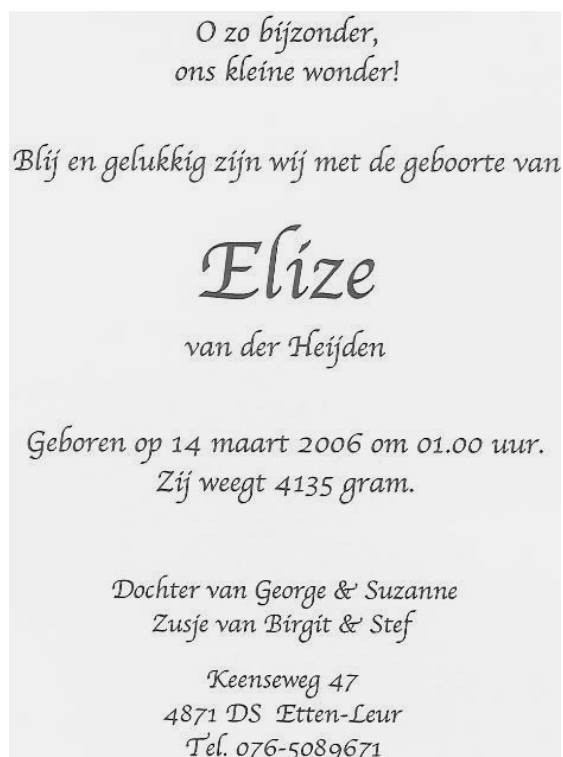 O zo bijzonder,
ons kleine wonder!
Blij en gelukkig zijn wij met de geboorte van
Elize
van der Heijden
Geboren op 14 maart 2006 om 01.00 uur.
Zij weegt 4135 gram.
Dochter van George & Suzanne
Zusje van Birgit & Stef
Keenseweg 47
4871 DS Etten-Leur
Tel. 076-5089671